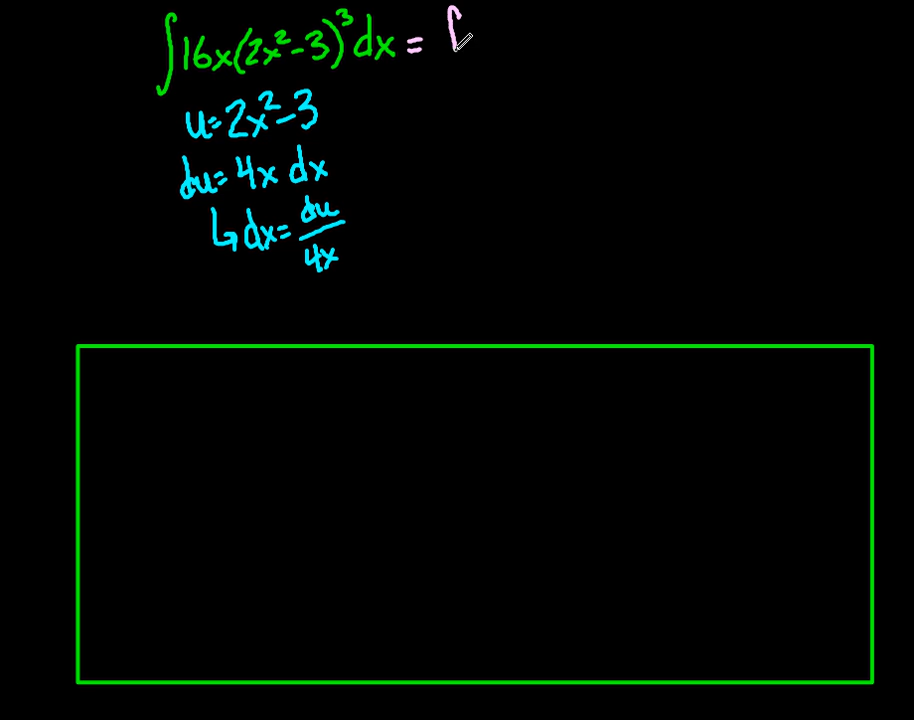 ∫16x(2x²-3)³dx = ∫
u=2x²-3
du=4x dx
↳dx=du/4x